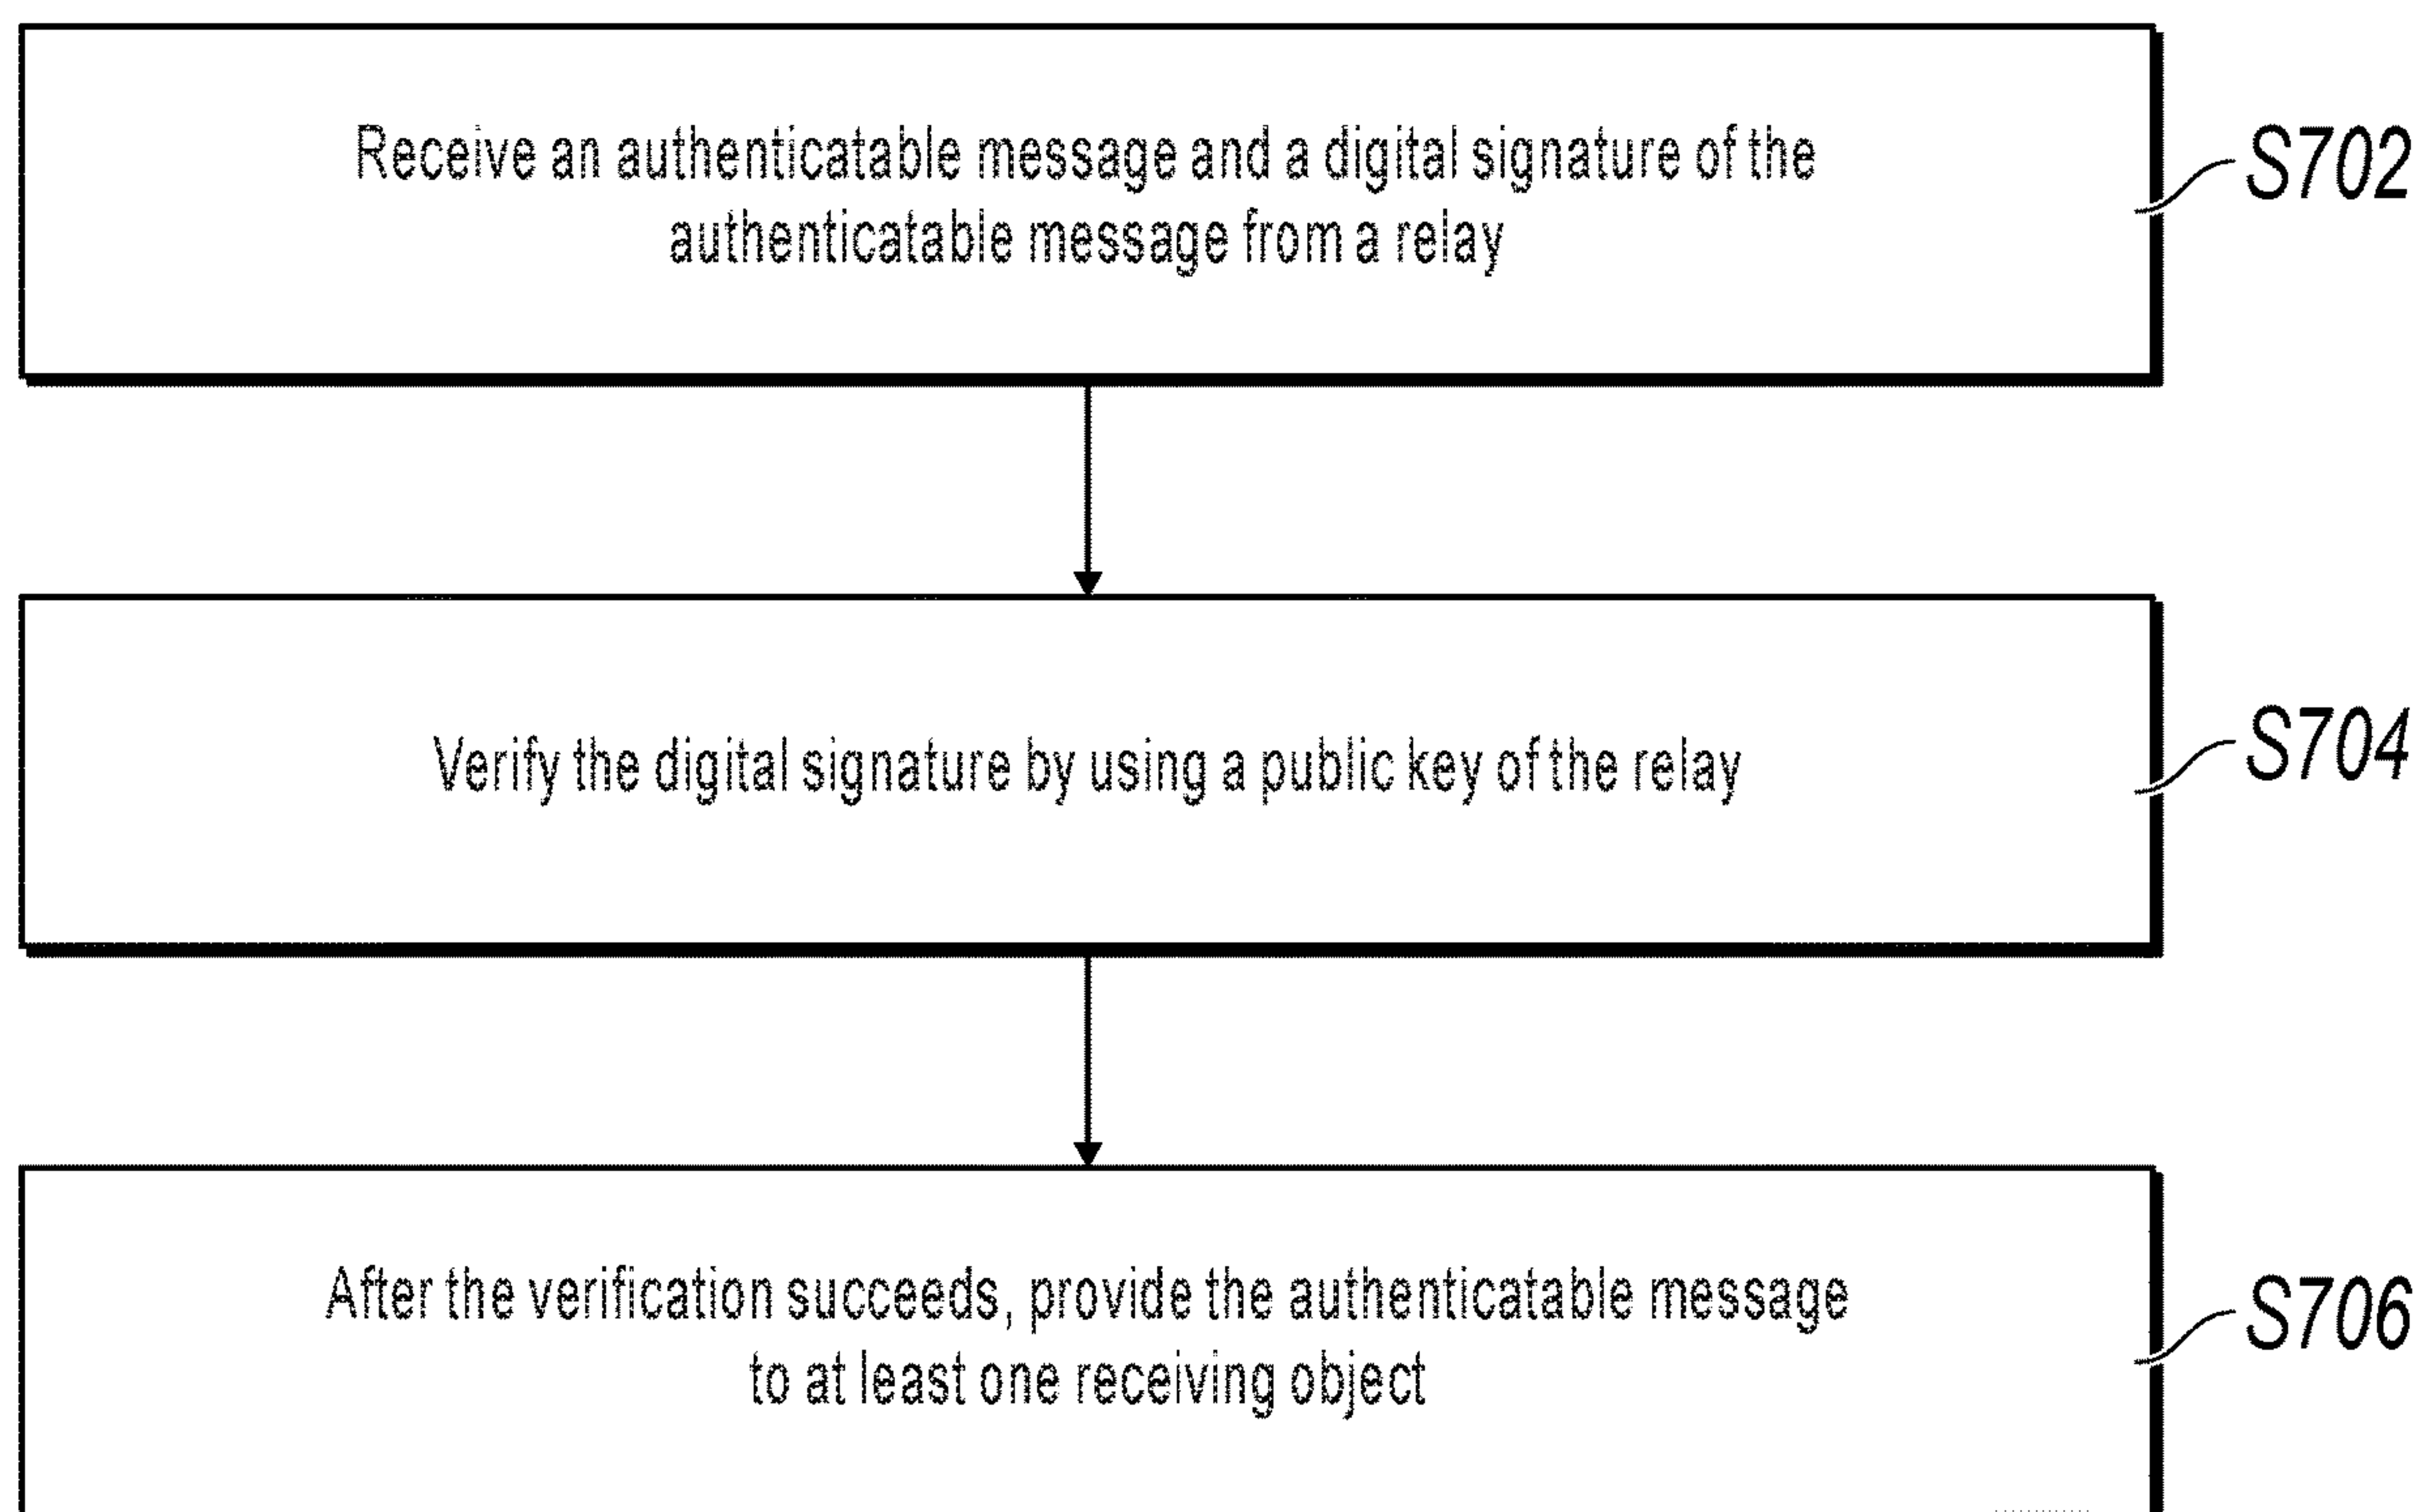 Receive an authenticatable message and a digital signature of the
authenticatable message from a relay
S702
Verify the digital signature by using a public key of the relay
S704
After the verification succeeds, provide the authenticatable message
to at least one receiving object
S706